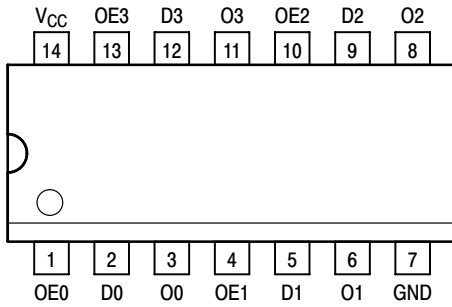 V_CC OE3 D3 O3 OE2 D2 O2
14 13 12 11 10 9 8
1 2 3 4 5 6 7
OE0 D0 O0 OE1 D1 O1 GND